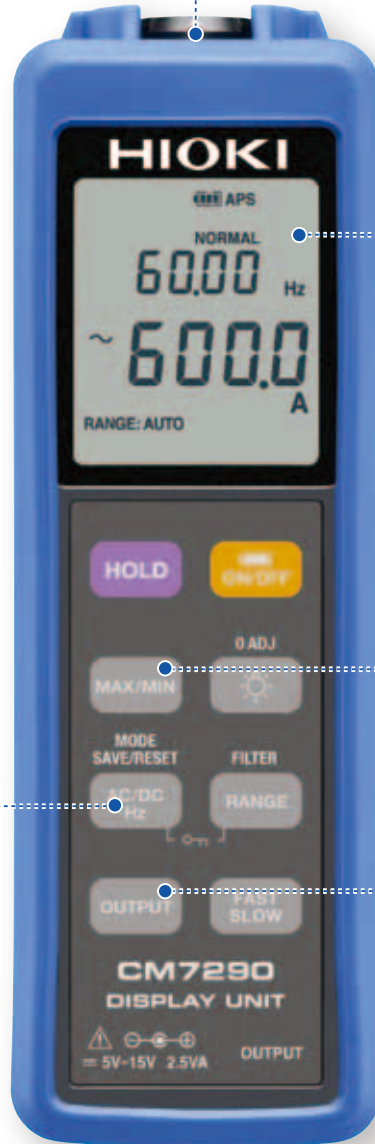 HIOKI
APS
NORMAL
60.00 Hz
~ 600.0 A
RANGE: AUTO
HOLD
ON/OFF
0 ADJ
MAX/MIN
MODE
SAVE/RESET
FILTER
AC/DC
Hz
RANGE
OUTPUT
FAST
SLOW
CM7290
DISPLAY UNIT
5V-15V 2.5VA
OUTPUT